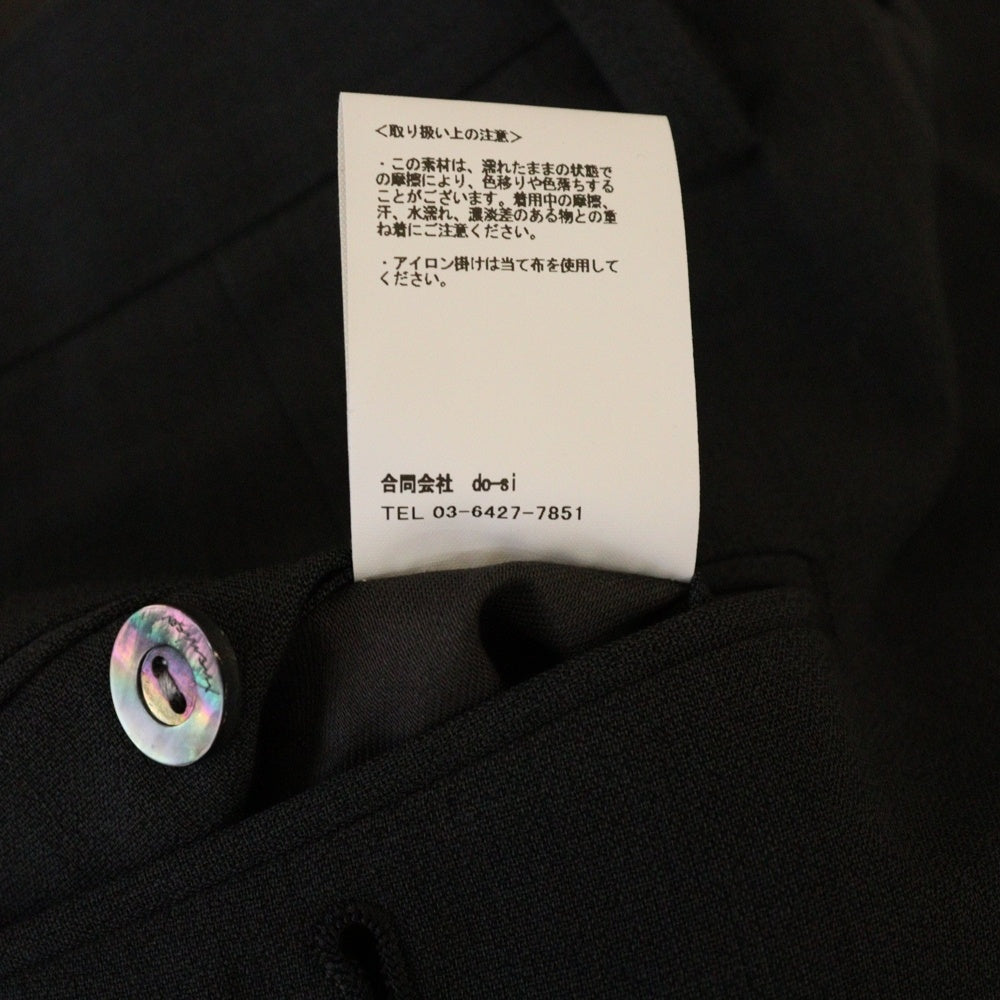 <取り扱い上の注意>
・この素材は、濡れたままの状態で
の摩擦により、色移りや色落ちする
ことがございます。着用中の摩擦、
汗、水濡れ、濃淡差のある物との重
ね着にご注意ください。
・アイロン掛けは当て布を使用して
ください。
合同会社 do-si
TEL 03-6427-7851